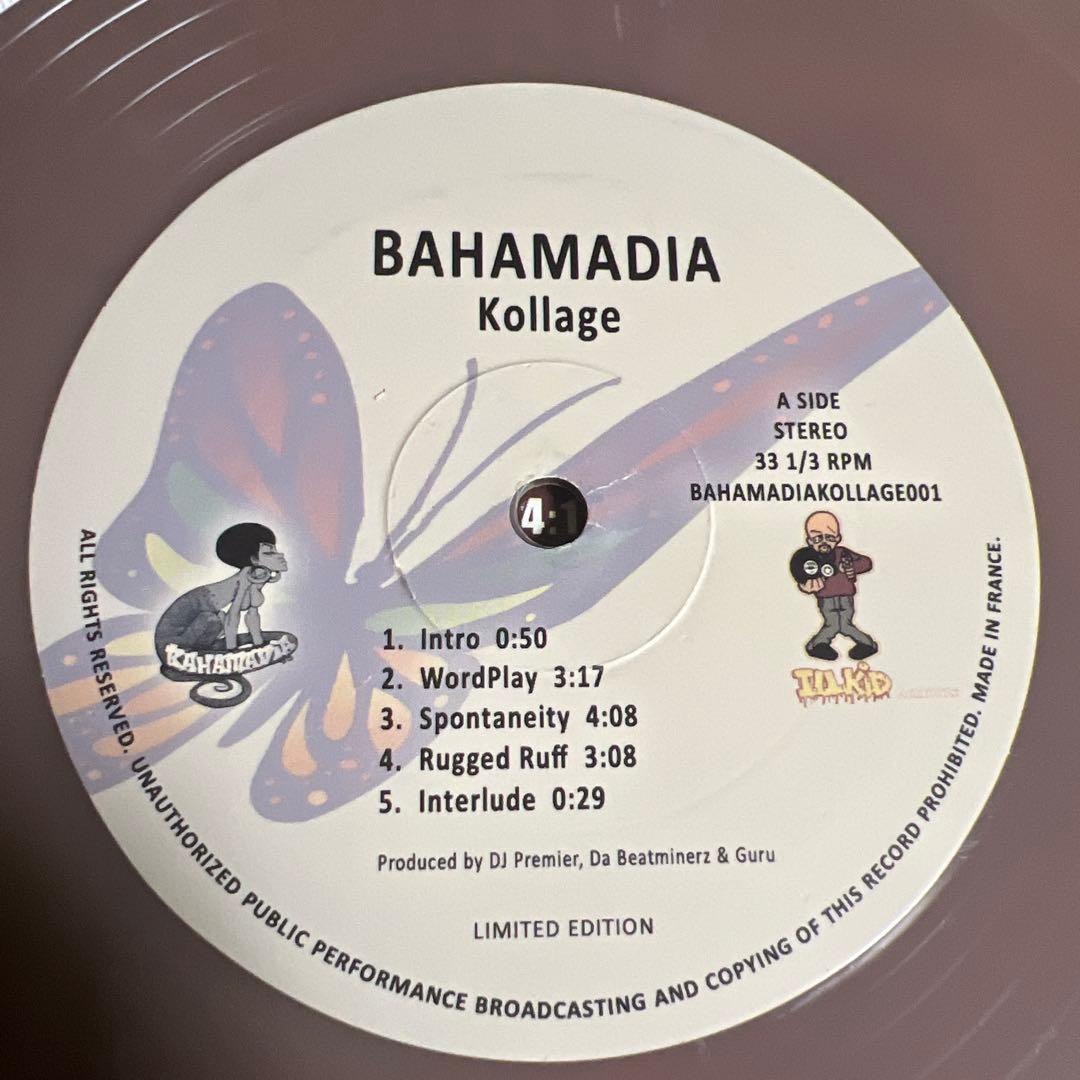 BAHAMADIA
Kollage
A SIDE
STEREO
33 1/3 RPM
BAHAMADIAKOLLAGE001
4:1
BAHAMADIA
ILL KID
1. Intro 0:50
2. WordPlay 3:17
3. Spontaneity 4:08
4. Rugged Ruff 3:08
5. Interlude 0:29
Produced by DJ Premier, Da Beatminerz & Guru
LIMITED EDITION
ALL RIGHTS RESERVED. UNAUTHORIZED PUBLIC PERFORMANCE BROADCASTING AND COPYING OF THIS RECORD PROHIBITED. MADE IN FRANCE.